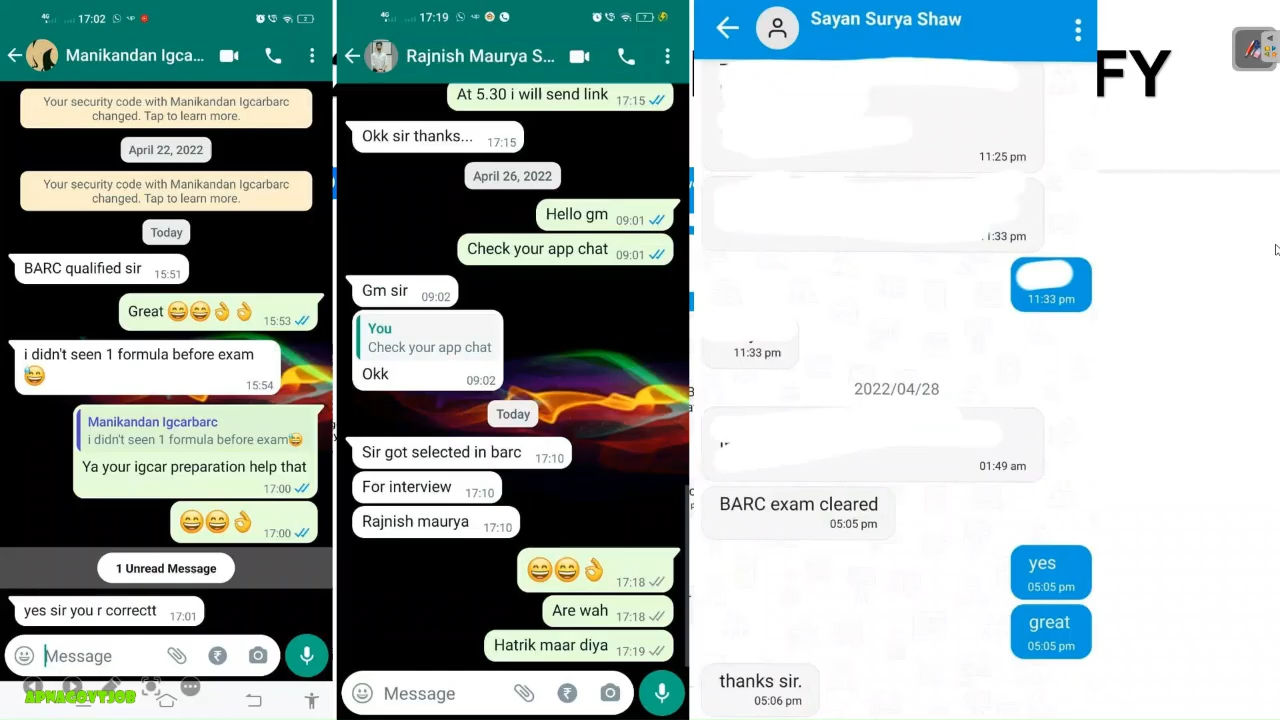 17:02
Manikandan Igca...
Your security code with Manikandan Igcarbarc
changed. Tap to learn more.
April 22, 2022
Your security code with Manikandan Igcarbarc
changed. Tap to learn more.
Today
BARC qualified sir
15:51
Great 😄😄👌👌
15:53
i didn't seen 1 formula before exam
😅
15:54
Manikandan Igcarbarc
i didn't seen 1 formula before exam😅
Ya your igcar preparation help that
17:00
😄😄👌
17:00
1 Unread Message
yes sir you r correctt
17:01
Message
APNAGOVTJOB
4G 17:19
Rajnish Maurya S...
At 5.30 i will send link
17:15
Okk sir thanks...
17:15
April 26, 2022
Hello gm
09:01
Check your app chat
09:01
Gm sir
09:02
You
Check your app chat
Okk
09:02
Today
Sir got selected in barc
17:10
For interview
17:10
Rajnish maurya
17:10
😄😄👌
17:18
Are wah
17:18
Hatrik maar diya
17:19
Message
Sayan Surya Shaw
11:25 pm
11:33 pm
11:33 pm
2022/04/28
01:49 am
BARC exam cleared
05:05 pm
yes
05:05 pm
great
05:05 pm
thanks sir.
05:06 pm
FY